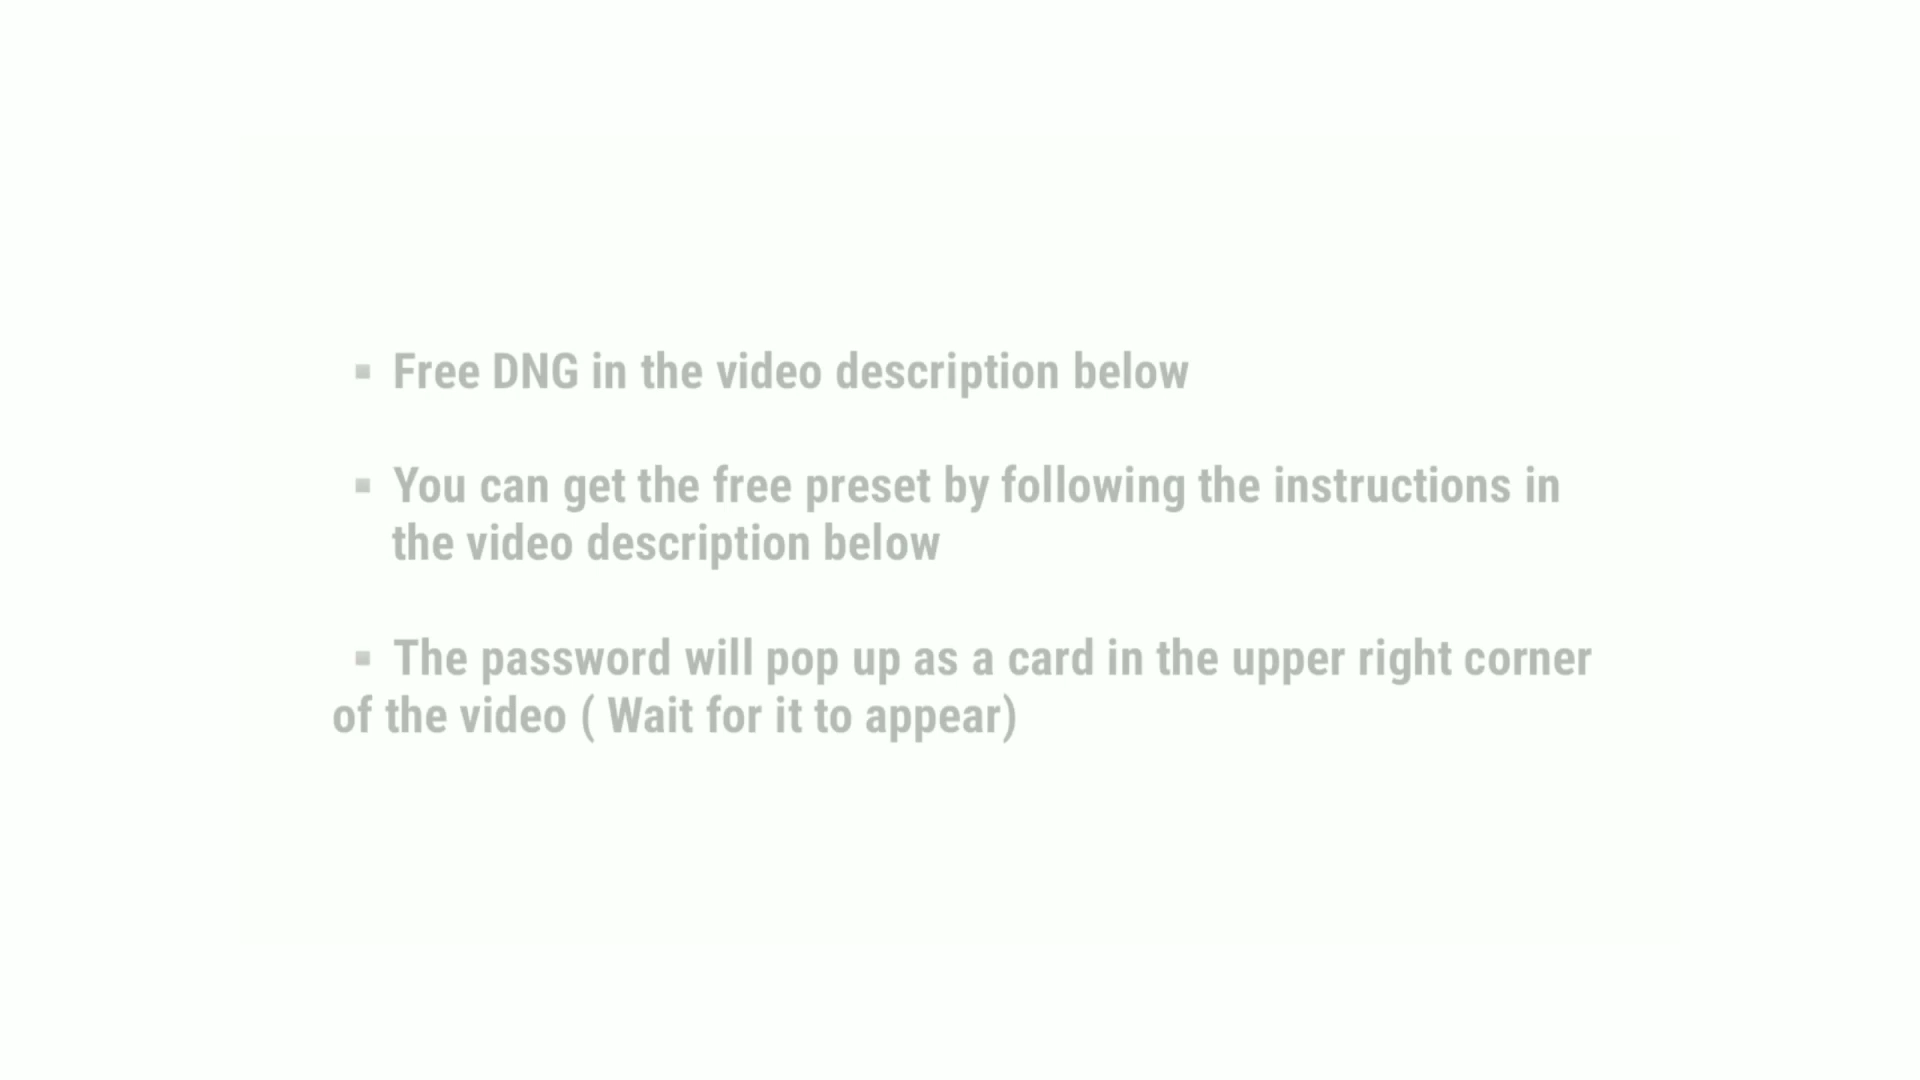 ▪ Free DNG in the video description below
▪ You can get the free preset by following the instructions in
the video description below
▪ The password will pop up as a card in the upper right corner
of the video ( Wait for it to appear)